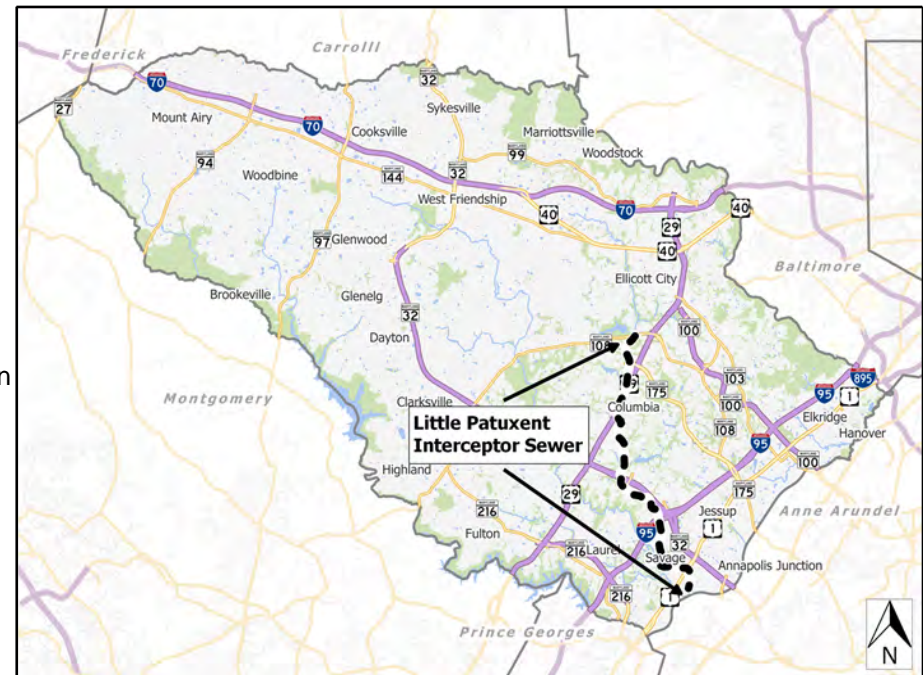 Frederick
Carrolll
70
32
27
Mount Airy
Sykesville
Cooksville
70
Marriottsville
99
Woodstock
94
Woodbine
144
32
West Friendship
40
70
40
29
97
Glenwood
40
Ellicott City
Baltimore
Brookeville
Glenelg
32
Dayton
108
100
103
95
895
1
m
Montgomery
Clarksville
29
175
Columbia
100
Elkridge
Little Patuxent
Interceptor Sewer
108
95
Hanover
100
Highland
29
175
216
Jessup
Anne Arundel
1
Fulton
95
32
216
Laurel
Savage
Annapolis Junction
216
1
Prince Georges
N